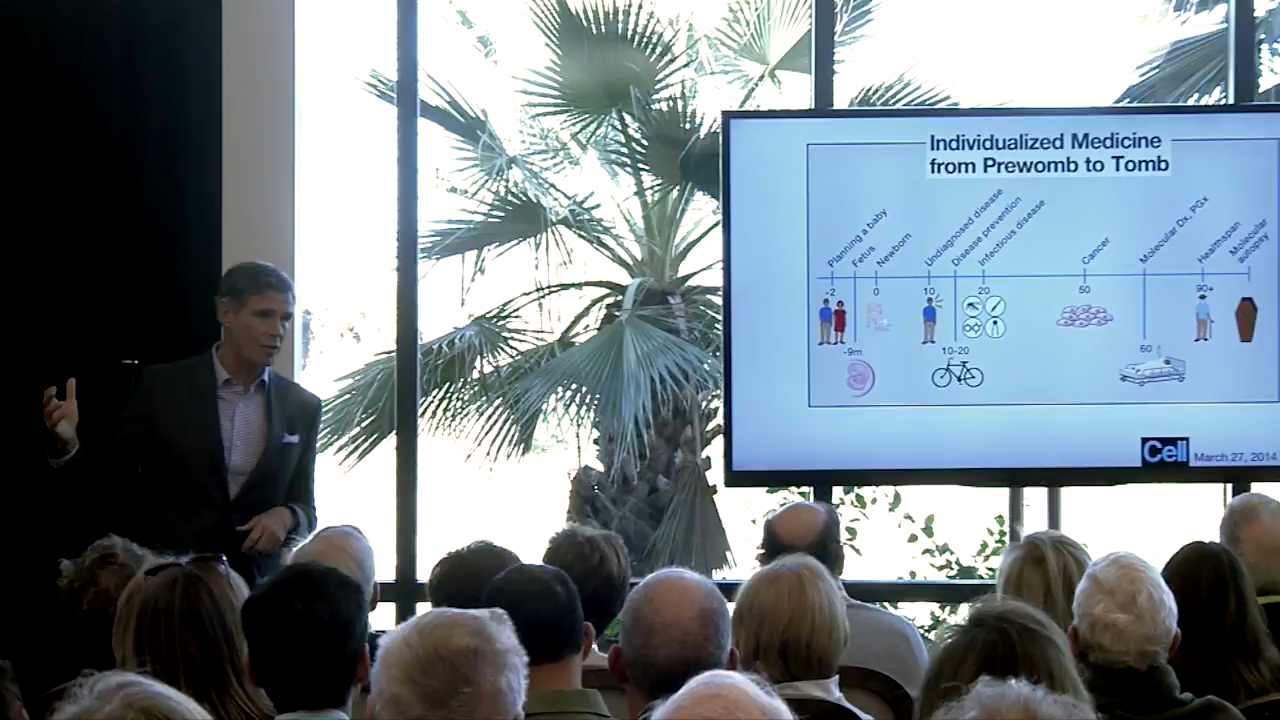 Individualized Medicine
from Prewomb to Tomb
Planning a baby
Fetus
Newborn
Undiagnosed disease
Disease prevention
Infectious disease
Cancer
Molecular Dx, PGx
Healthspan
Molecular
autopsy
-2
0
10
20
50
90+
-9m
10-20
60
Cell March 27, 2014